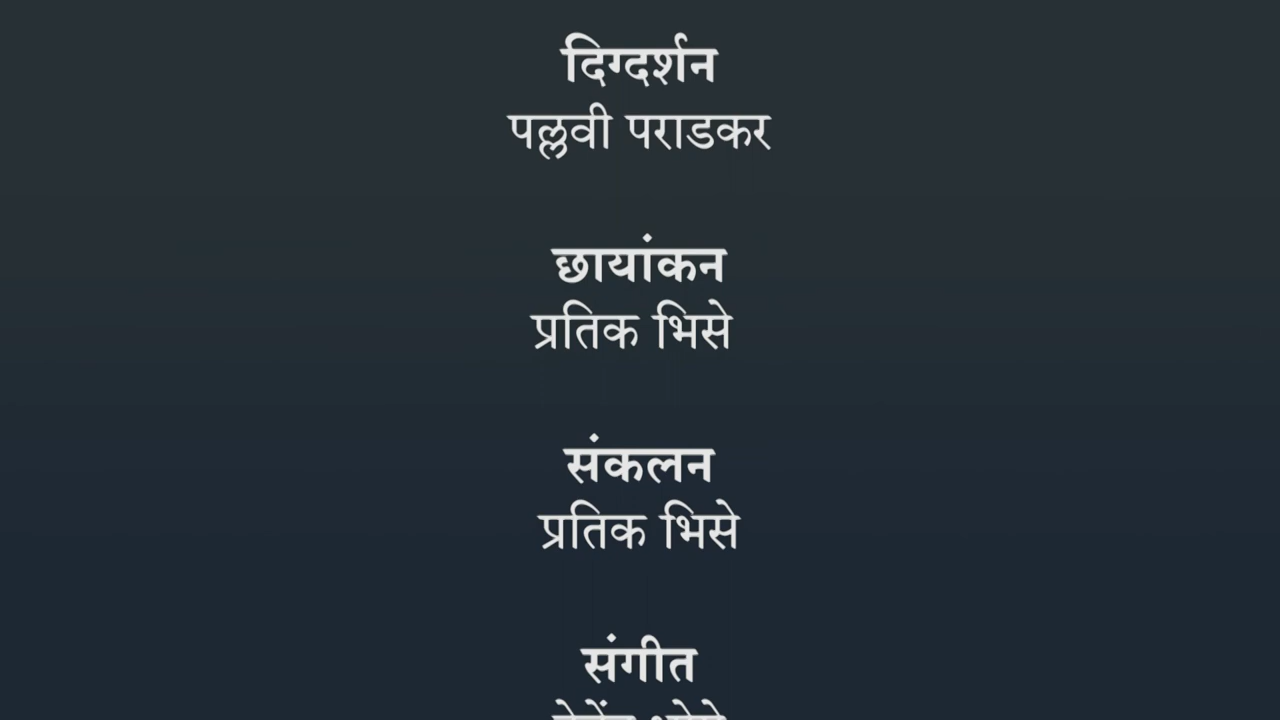 दिग्दर्शन
पल्लवी पराडकर
छायांकन
प्रतिक भिसे
संकलन
प्रतिक भिसे
संगीत